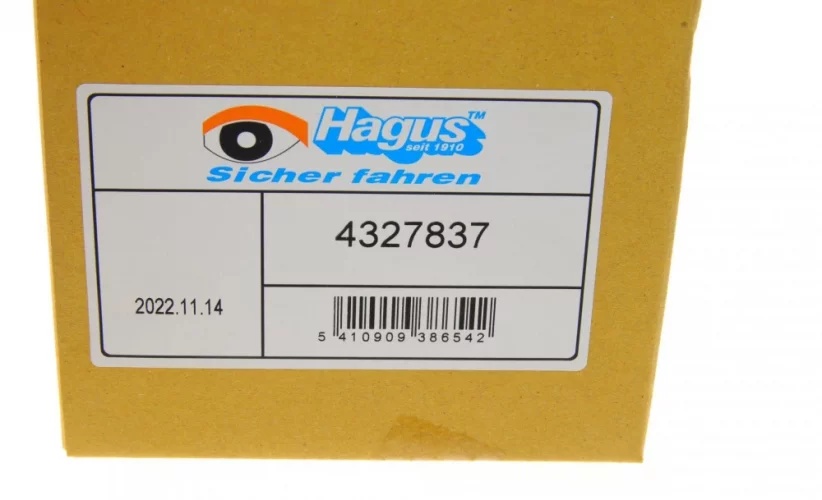 Hagus™
seit 1910
Sicher fahren
4327837
2022.11.14
5 410909 386542